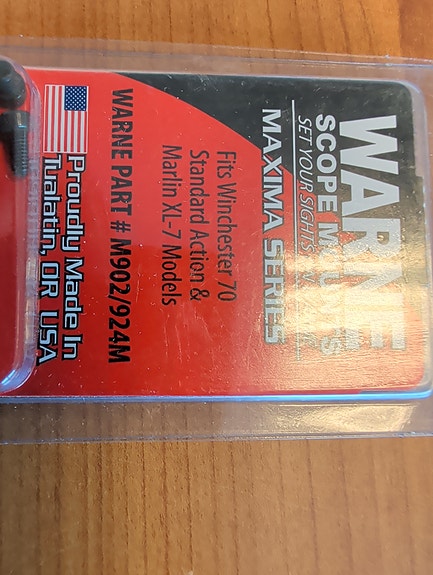 WARNE
SCOPE MOUNTS
SET YOUR SIGHTS
MAXIMA SERIES
Fits Winchester 70
Standard Action &
Marlin XL-7 Models
WARNE PART # M902/924M
Proudly Made In
Tualatin, OR USA